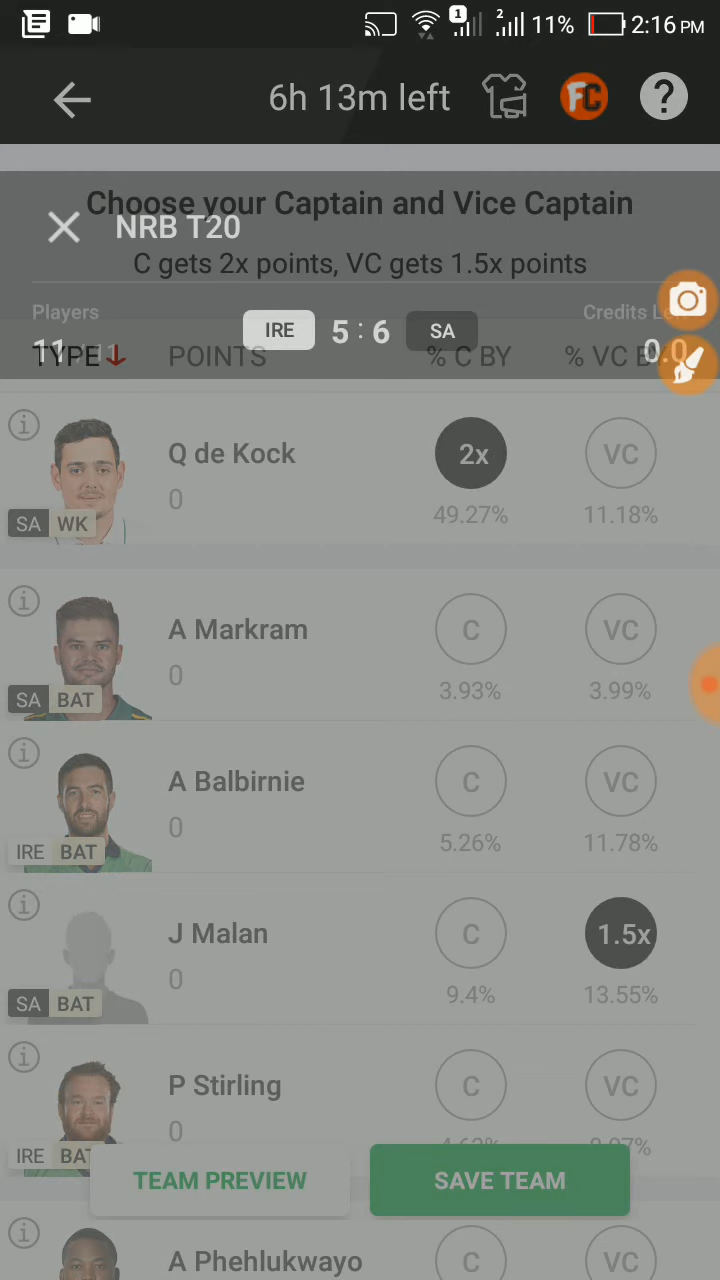 1 2 11% 2:16 PM
6h 13m left FC ?
Choose your Captain and Vice Captain
NRB T20
C gets 2x points, VC gets 1.5x points
Players
IRE 5 : 6 SA
TYPE POINTS % C BY % VC BY
0.0
Q de Kock 2x VC
0 49.27% 11.18%
SA WK
A Markram C VC
0 3.93% 3.99%
SA BAT
A Balbirnie C VC
0 5.26% 11.78%
IRE BAT
J Malan C 1.5x
0 9.4% 13.55%
SA BAT
P Stirling C VC
0
IRE BAT
TEAM PREVIEW SAVE TEAM
A Phehlukwayo C VC